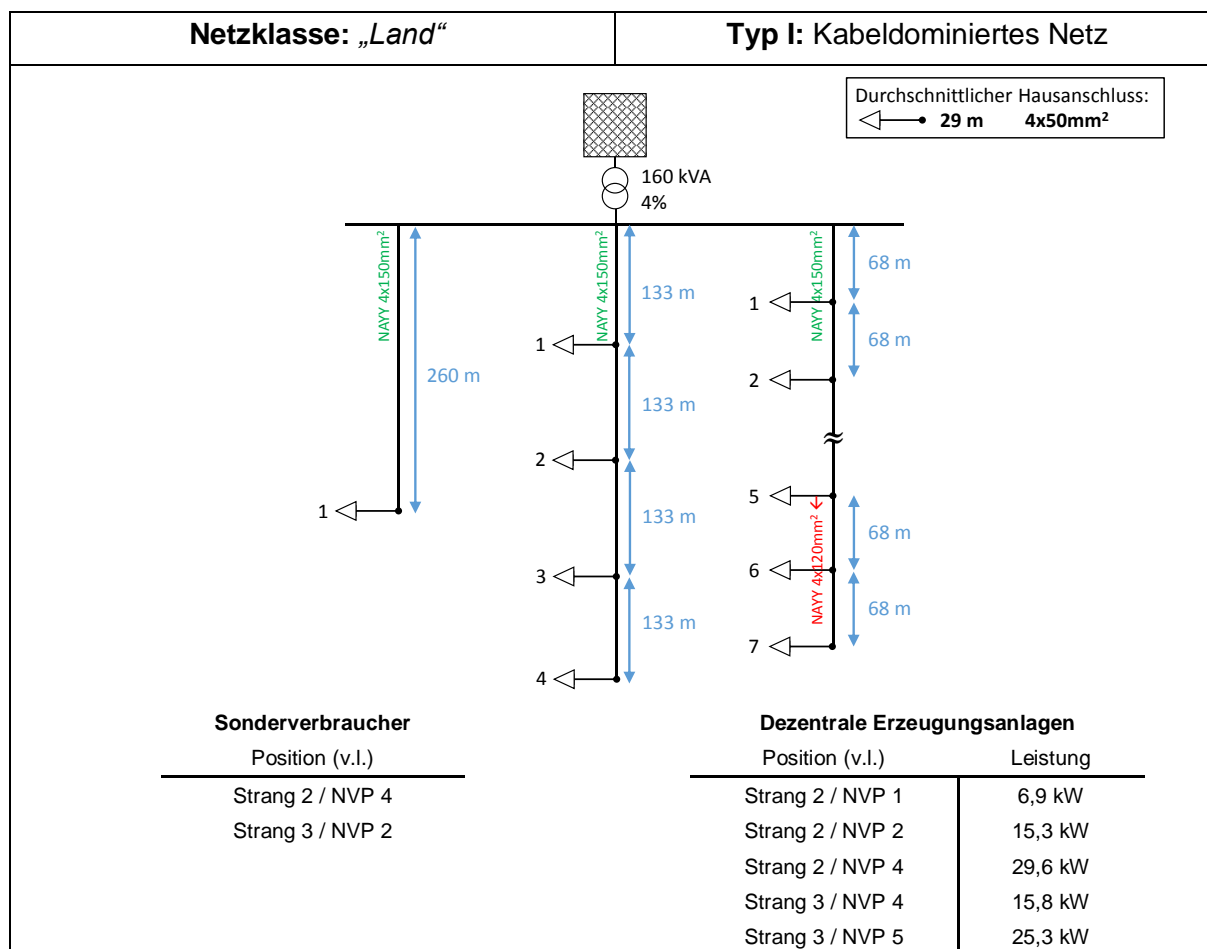 Netzklasse: „Land“ Typ I: Kabeldominiertes Netz
Durchschnittlicher Hausanschluss:
29 m 4x50mm²
160 kVA
4%
NAYY 4x150mm²
260 m
1
NAYY 4x150mm²
133 m
1
133 m
2
133 m
3
133 m
4
NAYY 4x150mm²
68 m
1
68 m
2
≈
5
NAYY 4x120mm²
68 m
6
68 m
7
Sonderverbraucher
Position (v.l.)
Strang 2 / NVP 4
Strang 3 / NVP 2
Dezentrale Erzeugungsanlagen
Position (v.l.) Leistung
Strang 2 / NVP 1 6,9 kW
Strang 2 / NVP 2 15,3 kW
Strang 2 / NVP 4 29,6 kW
Strang 3 / NVP 4 15,8 kW
Strang 3 / NVP 5 25,3 kW